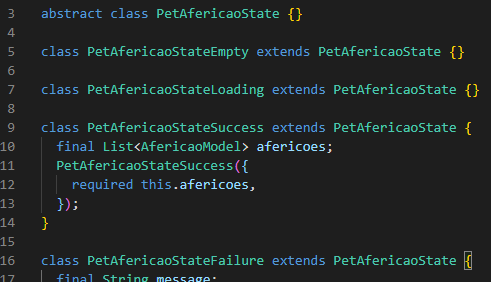 3 abstract class PetAfericaoState {}
4
5 class PetAfericaoStateEmpty extends PetAfericaoState {}
6
7 class PetAfericaoStateLoading extends PetAfericaoState {}
8
9 class PetAfericaoStateSuccess extends PetAfericaoState {
10 final List<AfericaoModel> afericoes;
11 PetAfericaoStateSuccess({
12 required this.afericoes,
13 });
14 }
15
16 class PetAfericaoStateFailure extends PetAfericaoState {
17 final String message;